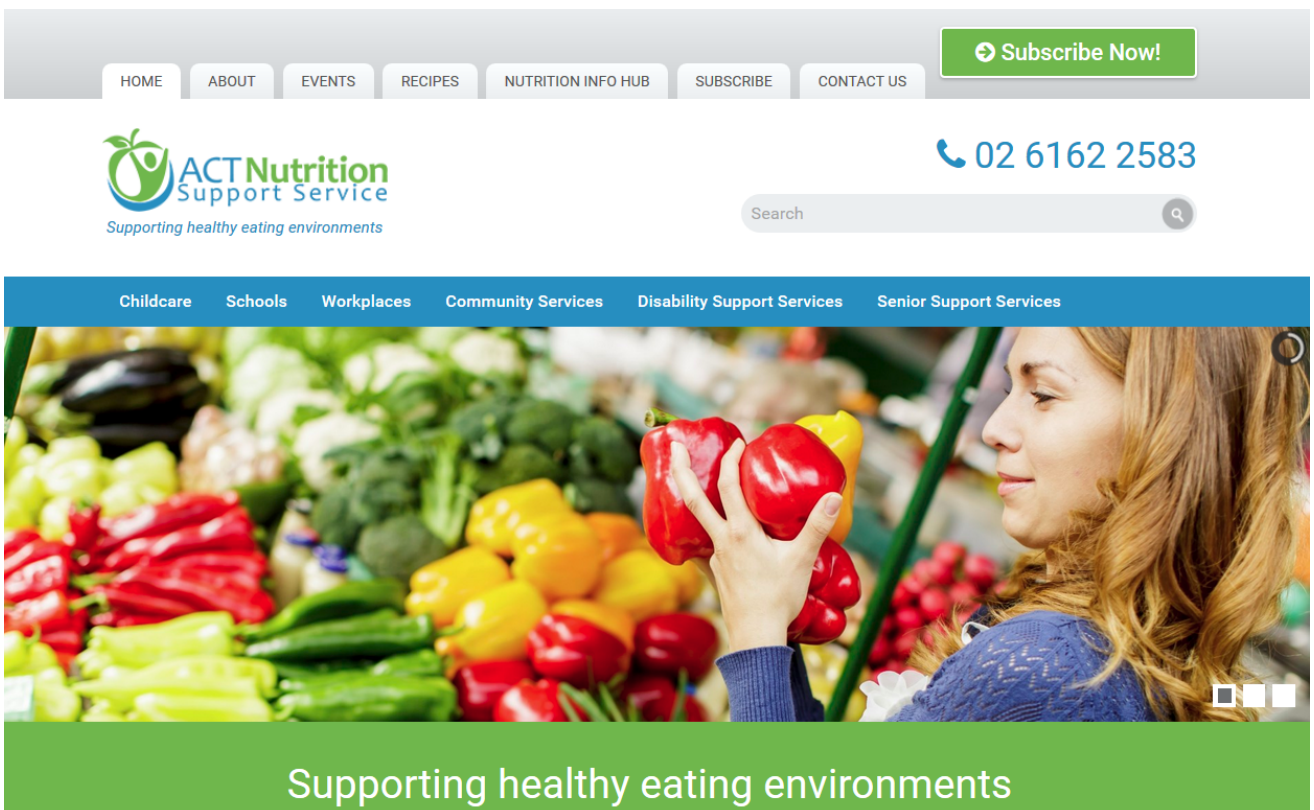 Subscribe Now!
HOME ABOUT EVENTS RECIPES NUTRITION INFO HUB SUBSCRIBE CONTACT US
ACT Nutrition
Support Service
Supporting healthy eating environments
02 6162 2583
Search
Childcare Schools Workplaces Community Services Disability Support Services Senior Support Services
Supporting healthy eating environments